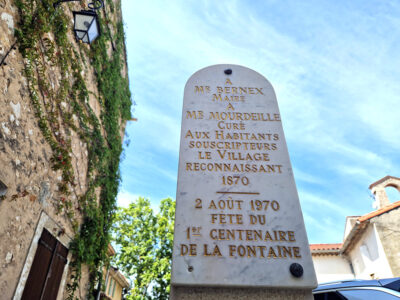 A
MR BERNEX
MAIRE
A
MR MOURDEILLE
CURÉ
AUX HABITANTS
SOUSCRIPTEURS
LE VILLAGE
RECONNAISSANT
1870
2 AOUT 1970
FETE DU
1ER CENTENAIRE
DE LA FONTAINE